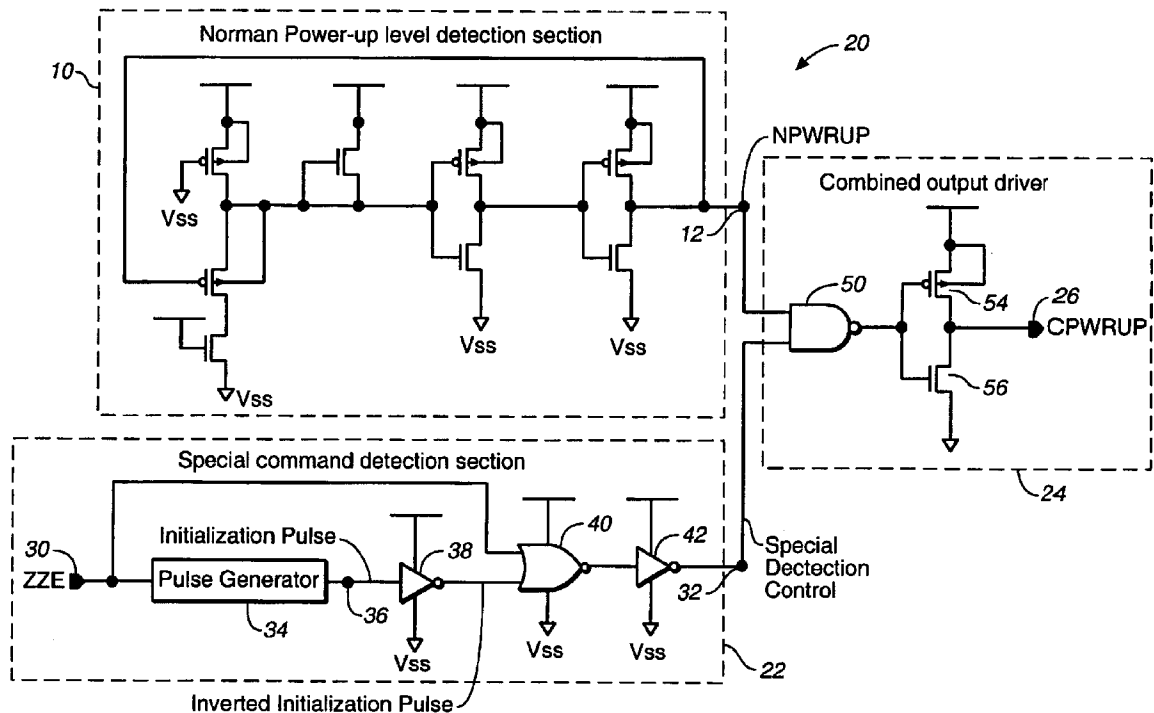 Norman Power-up level detection section
20
10
NPWRUP
Combined output driver
Vss
12
50
54
26
CPWRUP
Vss
Vss
56
Vss
24
Special command detection section
30
Initialization Pulse
38
40
42
Special
Dectection
Control
ZZE
Pulse Generator
34
36
32
Vss
Vss
Vss
22
Inverted Initialization Pulse